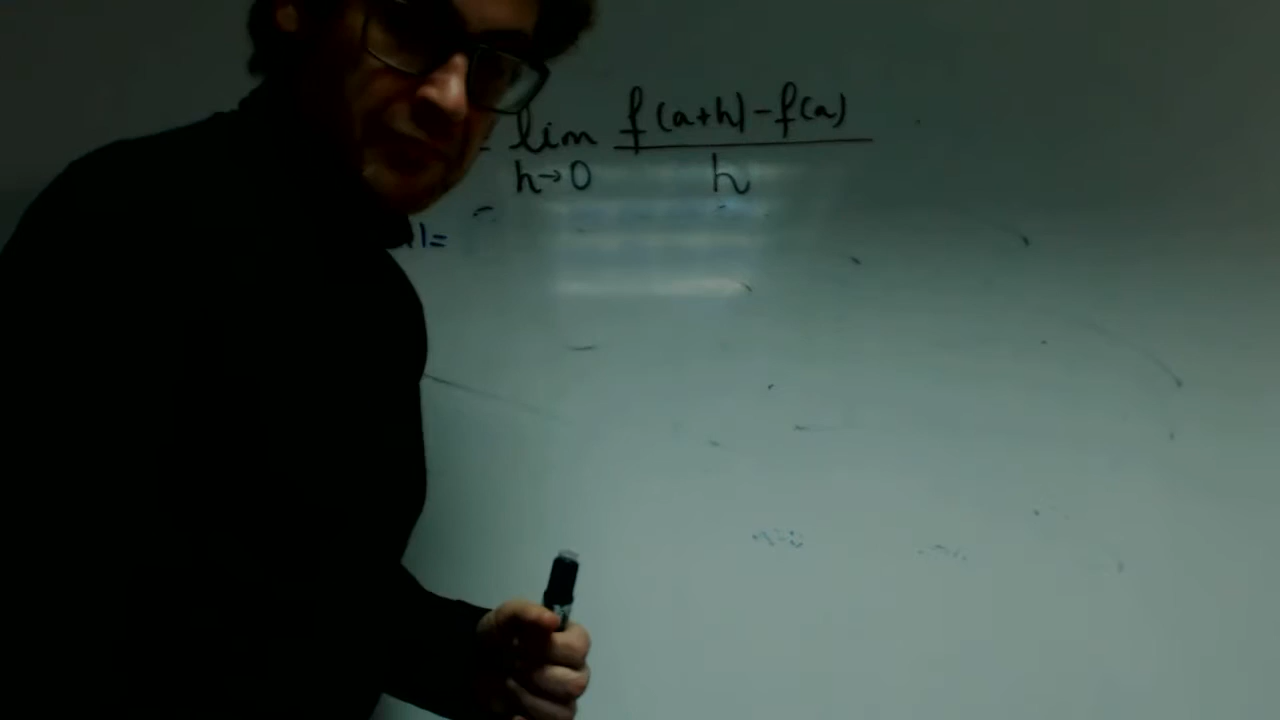 = lim f(a+h)-f(a)
h→0 h
)=